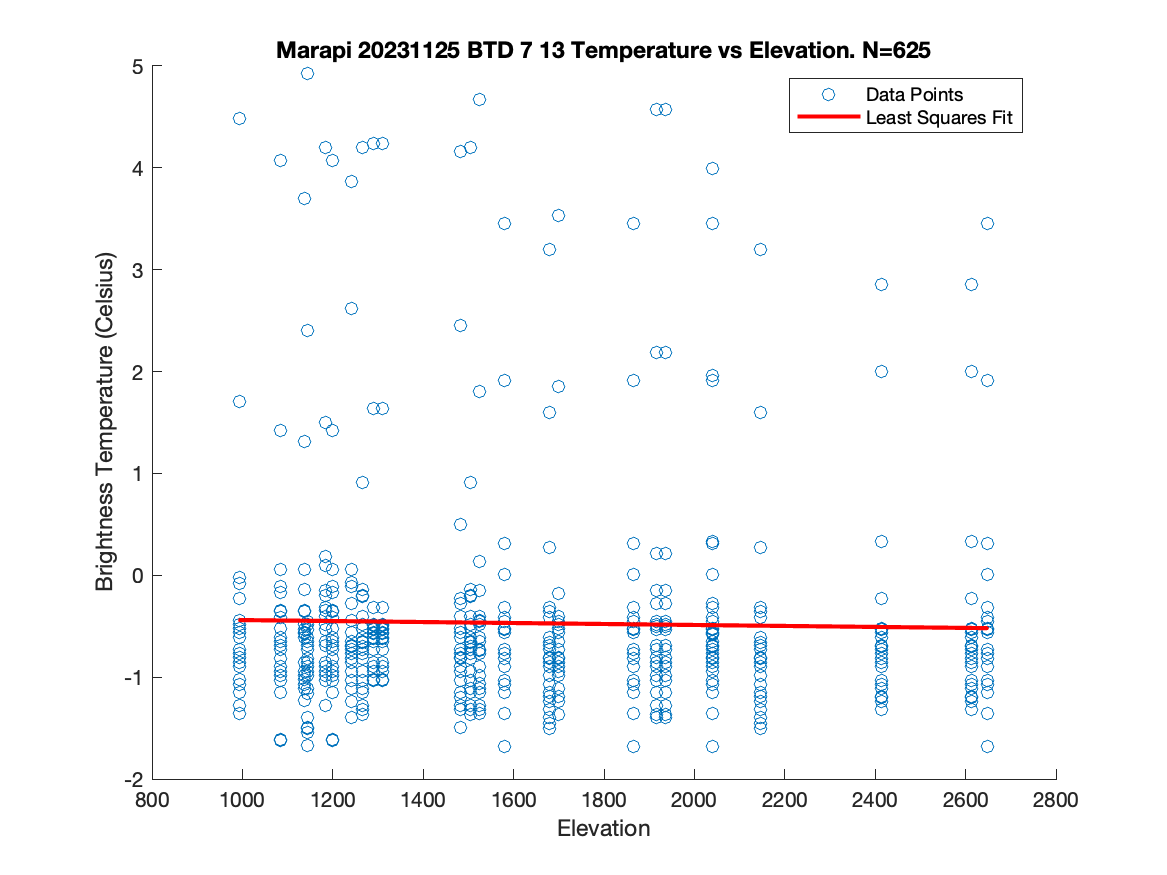 Marapi 20231125 BTD 7 13 Temperature vs Elevation. N=625
Data Points
Least Squares Fit
Brightness Temperature (Celsius)
5
4
3
2
1
0
-1
-2
800 1000 1200 1400 1600 1800 2000 2200 2400 2600 2800
Elevation